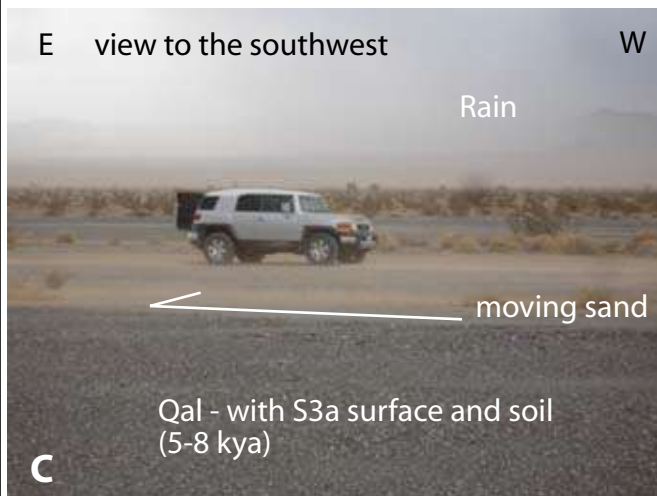 E view to the southwest W
Rain
moving sand
Qal - with S3a surface and soil
(5-8 kya)
C